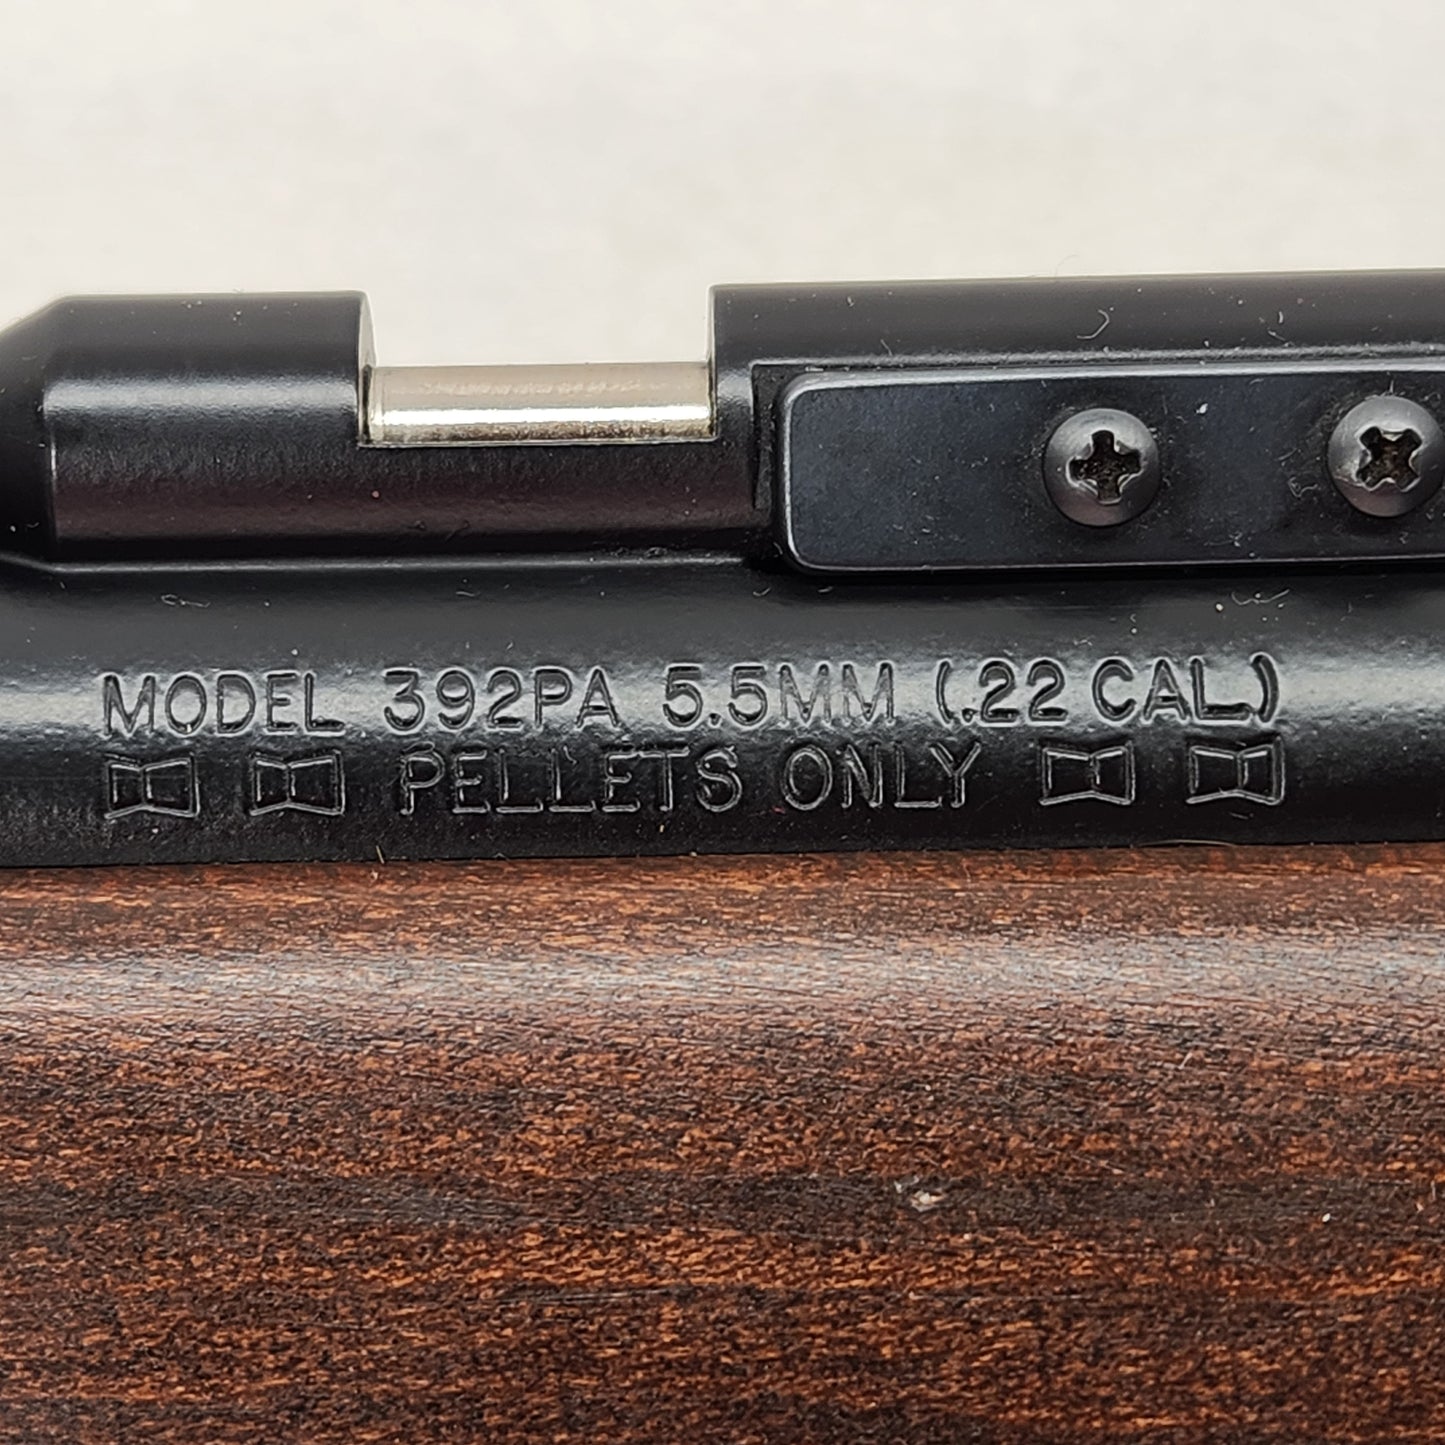 MODEL 392PA 5.5MM (.22 CAL.)
PELLETS ONLY